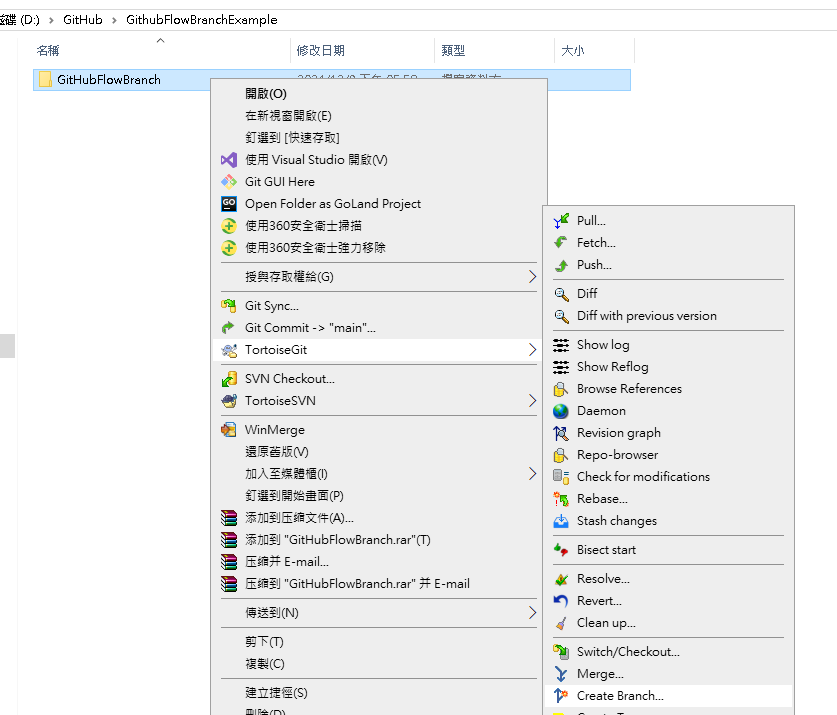 磁碟 (D:) > GitHub > GithubFlowBranchExample
名稱 修改日期 類型 大小
GitHubFlowBranch
開啟(O)
在新視窗開啟(E)
釘選到 [快速存取]
使用 Visual Studio 開啟(V)
Git GUI Here
Open Folder as GoLand Project
使用360安全衛士掃描
使用360安全衛士強力移除
授與存取權給(G)
Git Sync...
Git Commit -> "main"...
TortoiseGit
SVN Checkout...
TortoiseSVN
WinMerge
還原舊版(V)
加入至媒體櫃(I)
釘選到開始畫面(P)
添加到压缩文件(A)...
添加到 "GitHubFlowBranch.rar"(T)
压缩并 E-mail...
压缩到 "GitHubFlowBranch.rar" 并 E-mail
傳送到(N)
剪下(T)
複製(C)
建立捷徑(S)
刪除(D)
Pull...
Fetch...
Push...
Diff
Diff with previous version
Show log
Show Reflog
Browse References
Daemon
Revision graph
Repo-browser
Check for modifications
Rebase...
Stash changes
Bisect start
Resolve...
Revert...
Clean up...
Switch/Checkout...
Merge...
Create Branch...